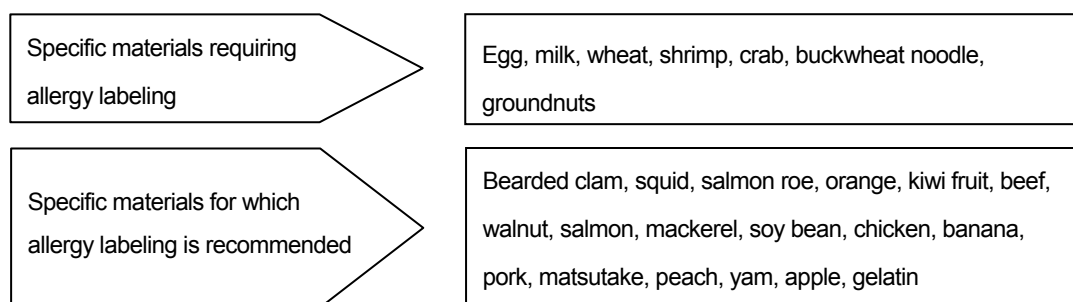 Specific materials requiring
allergy labeling
Egg, milk, wheat, shrimp, crab, buckwheat noodle,
groundnuts
Specific materials for which
allergy labeling is recommended
Bearded clam, squid, salmon roe, orange, kiwi fruit, beef,
walnut, salmon, mackerel, soy bean, chicken, banana,
pork, matsutake, peach, yam, apple, gelatin